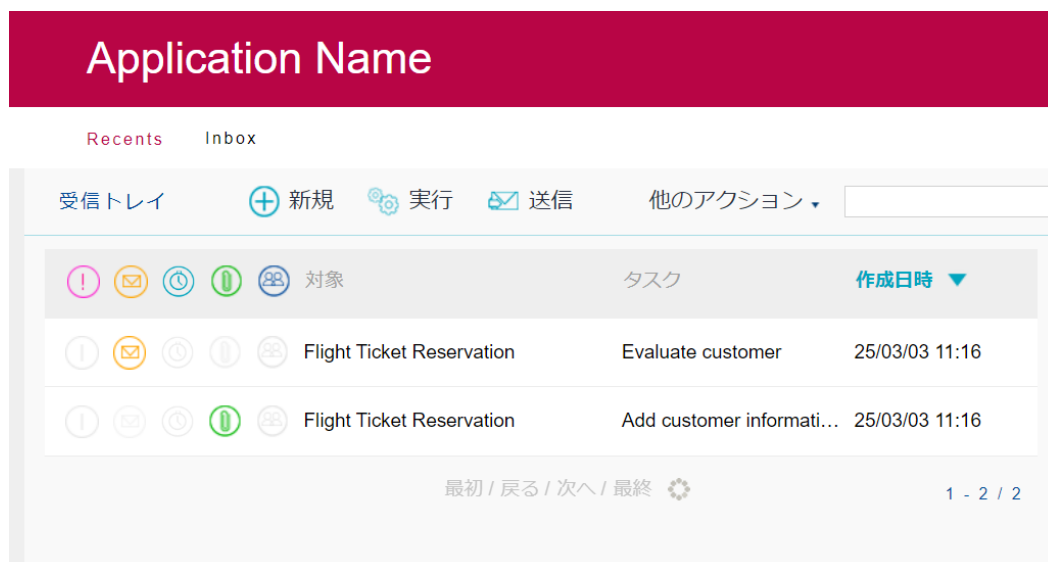 Application Name
Recents Inbox
受信トレイ 新規 実行 送信 他のアクション
対象 タスク 作成日時
Flight Ticket Reservation Evaluate customer 25/03/03 11:16
Flight Ticket Reservation Add customer informati… 25/03/03 11:16
最初 / 戻る / 次へ / 最終
1 - 2 / 2